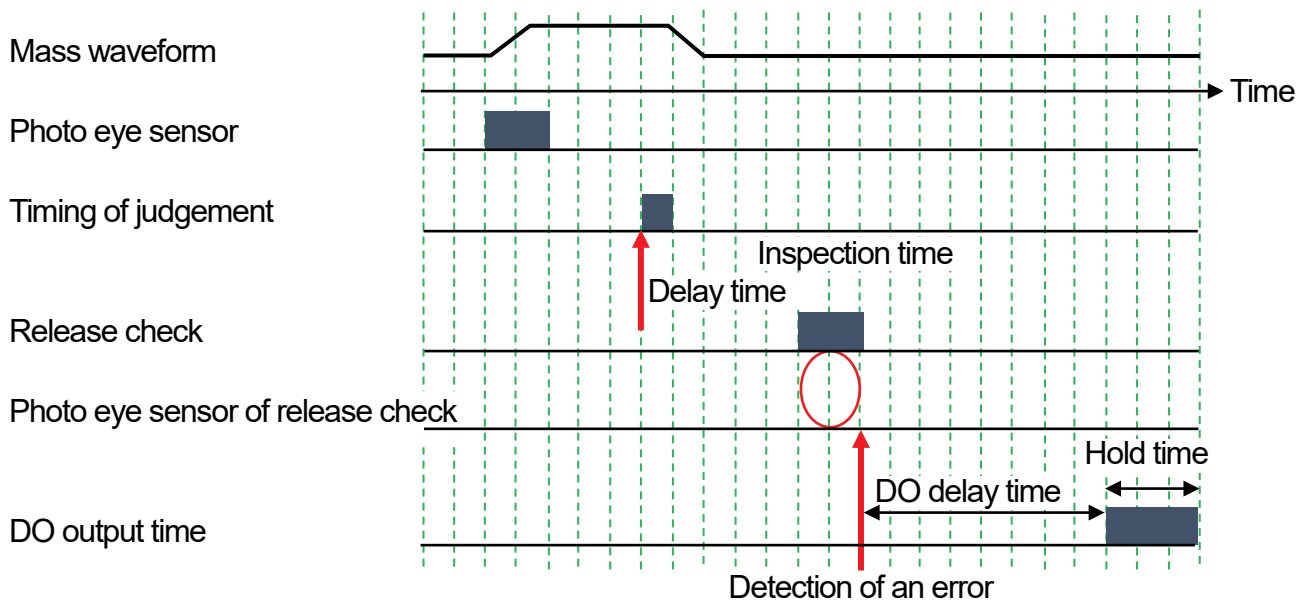 Mass waveform
Time
Photo eye sensor
Timing of judgement
Inspection time
Delay time
Release check
Photo eye sensor of release check
Hold time
DO delay time
DO output time
Detection of an error